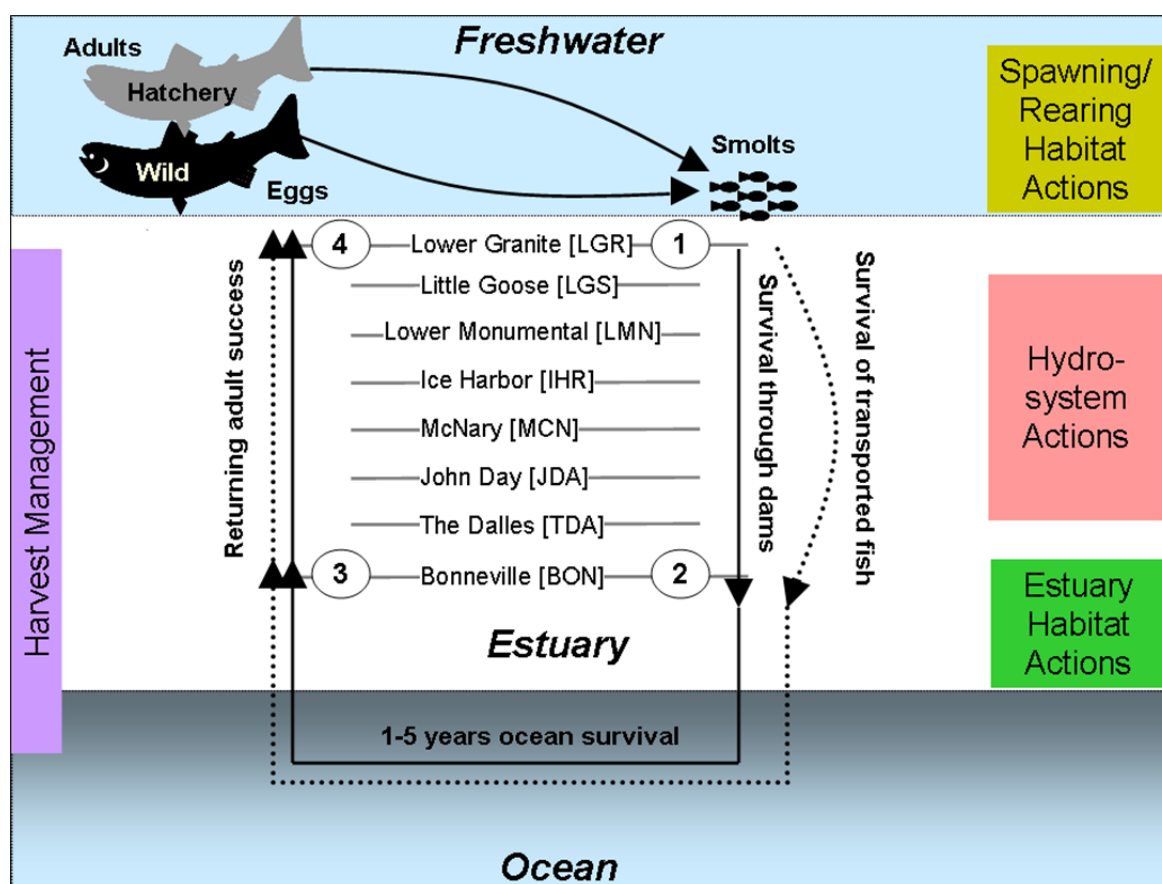 Freshwater
Adults
Hatchery
Wild
Eggs
Smolts
Spawning/
Rearing
Habitat
Actions
4
Lower Granite [LGR]
1
Little Goose [LGS]
Lower Monumental [LMN]
Ice Harbor [IHR]
McNary [MCN]
John Day [JDA]
The Dalles [TDA]
3
Bonneville [BON]
2
Harvest Management
Returning adult success
Survival through dams
Survival of transported fish
Hydro-
system
Actions
Estuary
Estuary
Habitat
Actions
1-5 years ocean survival
Ocean